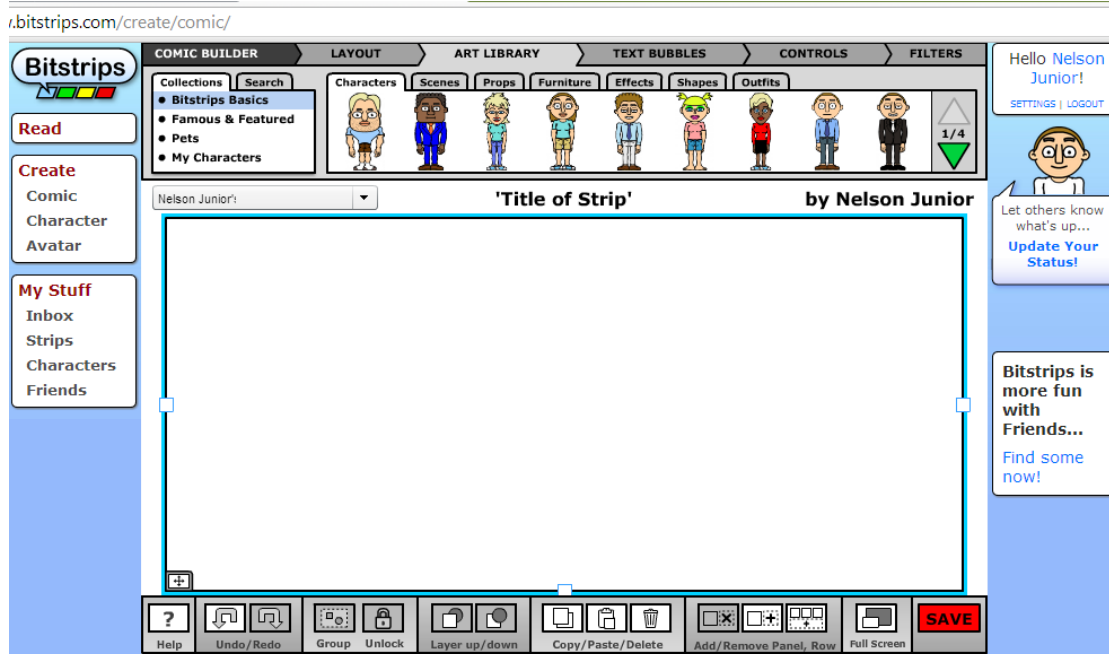 .bitstrips.com/create/comic/
Bitstrips
COMIC BUILDER LAYOUT ART LIBRARY TEXT BUBBLES CONTROLS FILTERS
Collections Search
Bitstrips Basics
Famous & Featured
Pets
My Characters
Characters Scenes Props Furniture Effects Shapes Outfits
1/4
Hello Nelson
Junior!
SETTINGS | LOGOUT
Read
Create
Comic
Character
Avatar
My Stuff
Inbox
Strips
Characters
Friends
Nelson Junior's
'Title of Strip'
by Nelson Junior
Let others know
what's up...
Update Your
Status!
Bitstrips is
more fun
with
Friends...
Find some
now!
?
Help
Undo/Redo
Group Unlock
Layer up/down
Copy/Paste/Delete
Add/Remove Panel, Row
Full Screen
SAVE